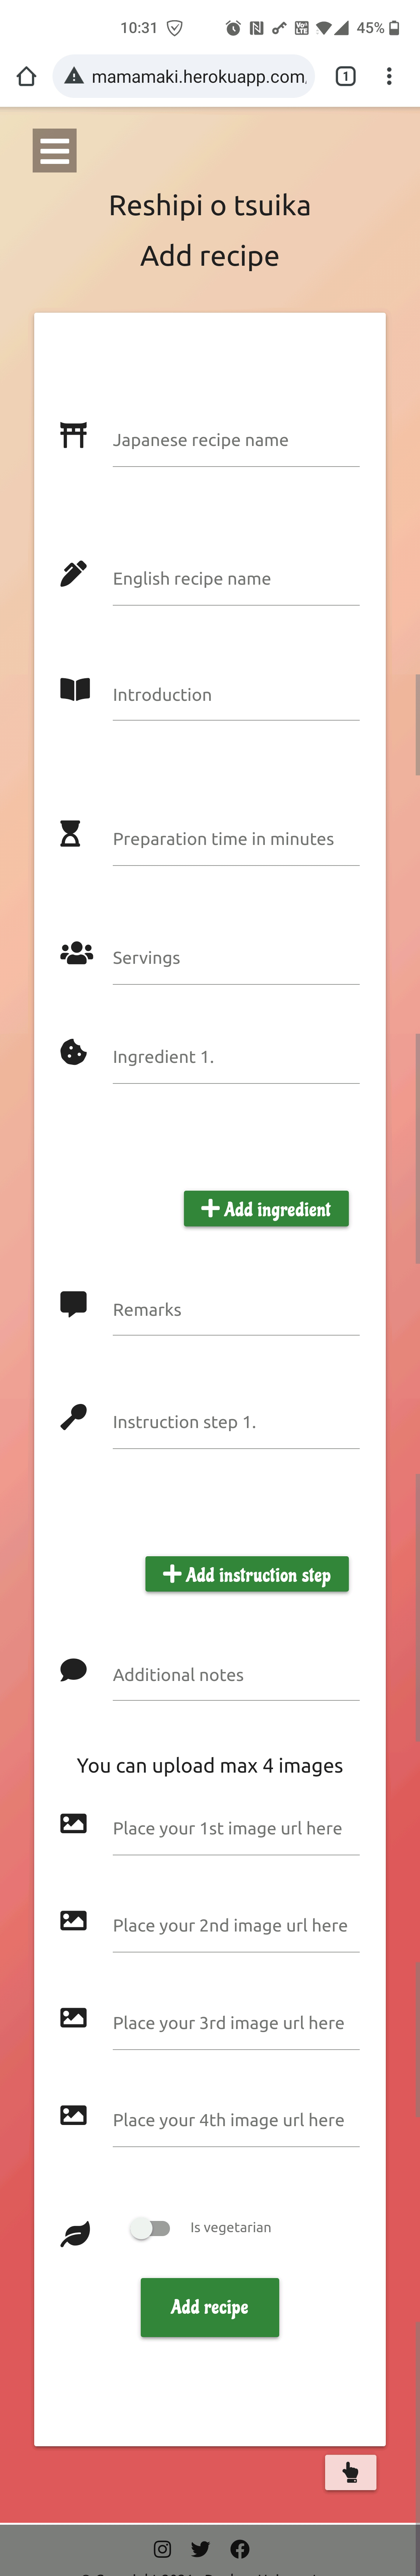 10:31
45%
mamamaki.herokuapp.com
1
Reshipi o tsuika
Add recipe
Japanese recipe name
English recipe name
Introduction
Preparation time in minutes
Servings
Ingredient 1.
Add ingredient
Remarks
Instruction step 1.
Add instruction step
Additional notes
You can upload max 4 images
Place your 1st image url here
Place your 2nd image url here
Place your 3rd image url here
Place your 4th image url here
Is vegetarian
Add recipe